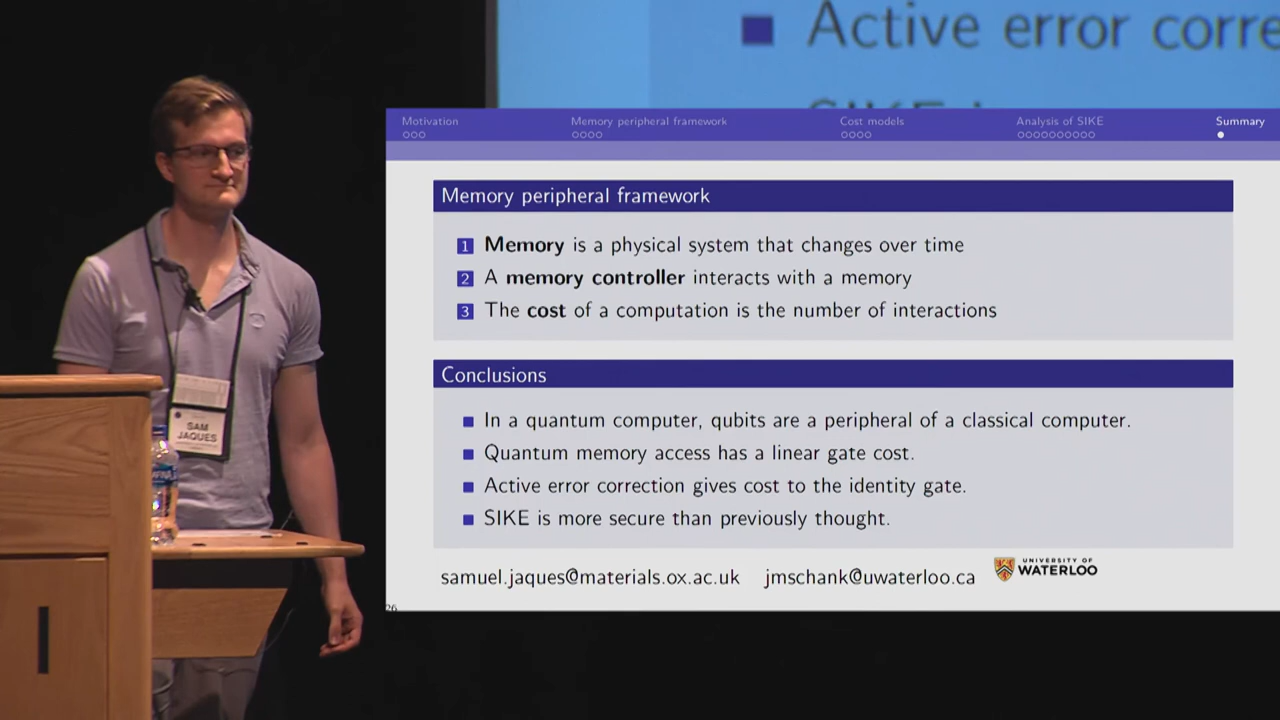 Active error corre
Motivation
Memory peripheral framework
Cost models
Analysis of SIKE
Summary
Memory peripheral framework
1 Memory is a physical system that changes over time
2 A memory controller interacts with a memory
3 The cost of a computation is the number of interactions
Conclusions
In a quantum computer, qubits are a peripheral of a classical computer.
Quantum memory access has a linear gate cost.
Active error correction gives cost to the identity gate.
SIKE is more secure than previously thought.
samuel.jaques@materials.ox.ac.uk jmschank@uwaterloo.ca
UNIVERSITY OF
WATERLOO
26
SAM
JAQUES